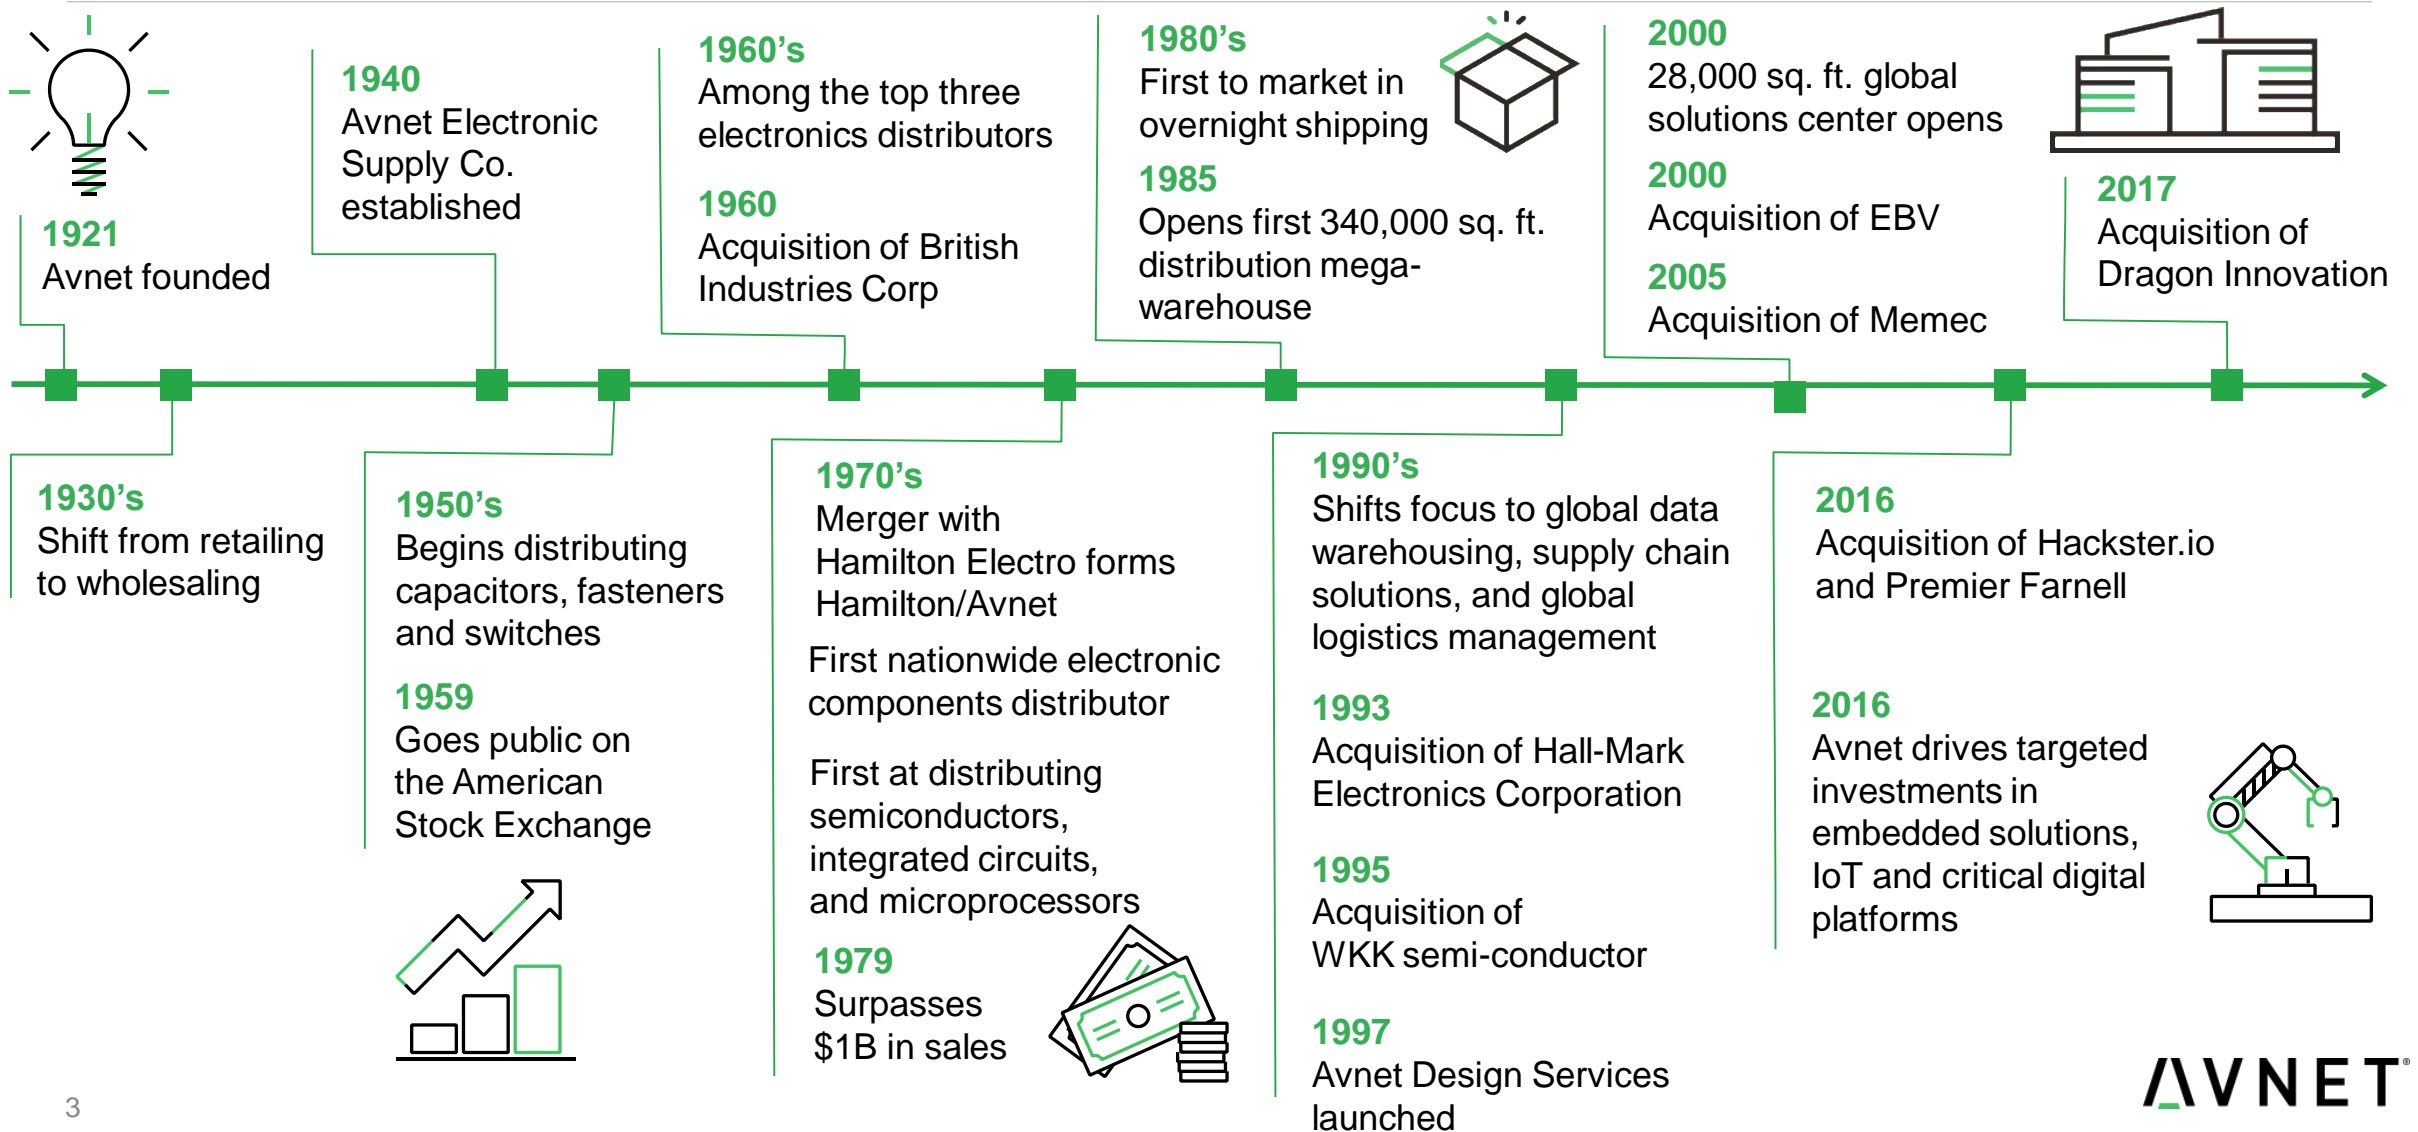 1921
Avnet founded
1930’s
Shift from retailing
to wholesaling
1940
Avnet Electronic
Supply Co.
established
1950’s
Begins distributing
capacitors, fasteners
and switches
1959
Goes public on
the American
Stock Exchange
1960’s
Among the top three
electronics distributors
1960
Acquisition of British
Industries Corp
1970’s
Merger with
Hamilton Electro forms
Hamilton/Avnet
First nationwide electronic
components distributor
First at distributing
semiconductors,
integrated circuits,
and microprocessors
1979
Surpasses
$1B in sales
1980’s
First to market in
overnight shipping
1985
Opens first 340,000 sq. ft.
distribution mega-
warehouse
1990’s
Shifts focus to global data
warehousing, supply chain
solutions, and global
logistics management
1993
Acquisition of Hall-Mark
Electronics Corporation
1995
Acquisition of
WKK semi-conductor
1997
Avnet Design Services
launched
2000
28,000 sq. ft. global
solutions center opens
2000
Acquisition of EBV
2005
Acquisition of Memec
2016
Acquisition of Hackster.io
and Premier Farnell
2016
Avnet drives targeted
investments in
embedded solutions,
IoT and critical digital
platforms
2017
Acquisition of
Dragon Innovation
3
AVNET®